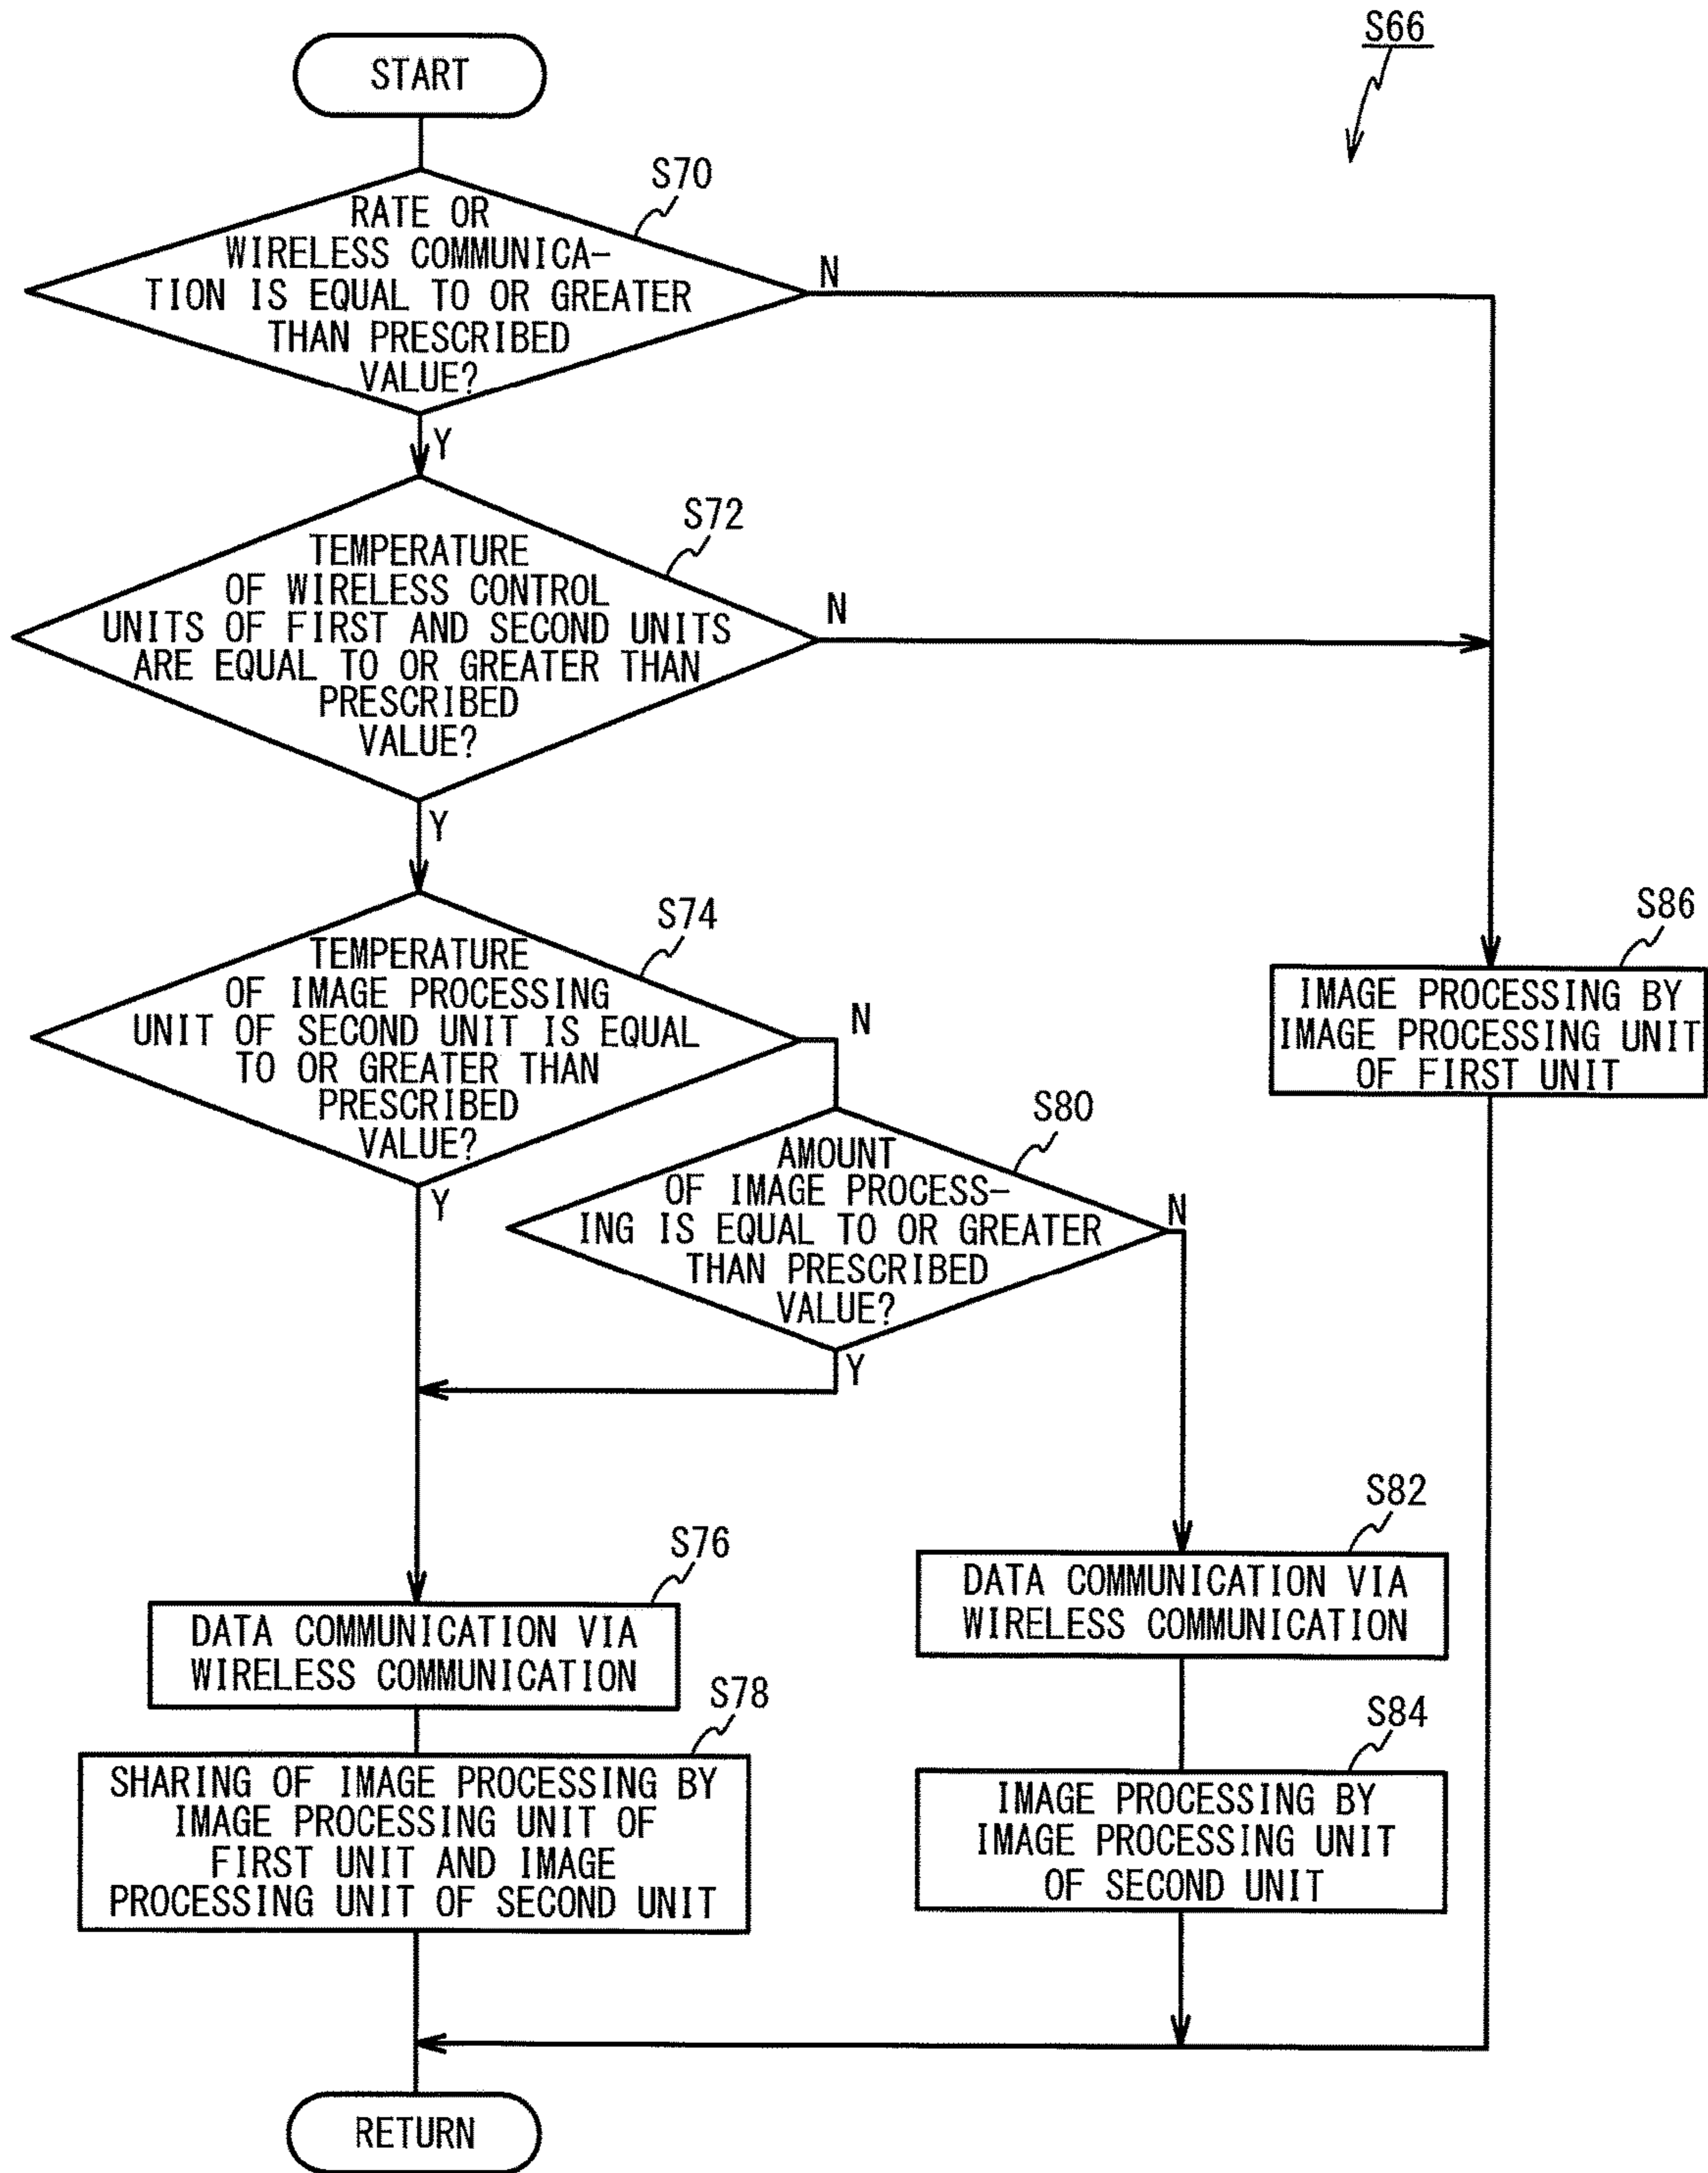 S66
START
S70
RATE OR
WIRELESS COMMUNICA-
TION IS EQUAL TO OR GREATER
THAN PRESCRIBED
VALUE?
N
Y
S72
TEMPERATURE
OF WIRELESS CONTROL
UNITS OF FIRST AND SECOND UNITS
ARE EQUAL TO OR GREATER THAN
PRESCRIBED
VALUE?
N
Y
S74
TEMPERATURE
OF IMAGE PROCESSING
UNIT OF SECOND UNIT IS EQUAL
TO OR GREATER THAN
PRESCRIBED
VALUE?
N
Y
S86
IMAGE PROCESSING BY
IMAGE PROCESSING UNIT
OF FIRST UNIT
S80
AMOUNT
OF IMAGE PROCESS-
ING IS EQUAL TO OR GREATER
THAN PRESCRIBED
VALUE?
N
Y
S76
DATA COMMUNICATION VIA
WIRELESS COMMUNICATION
S78
SHARING OF IMAGE PROCESSING BY
IMAGE PROCESSING UNIT OF
FIRST UNIT AND IMAGE
PROCESSING UNIT OF SECOND UNIT
S82
DATA COMMUNICATION VIA
WIRELESS COMMUNICATION
S84
IMAGE PROCESSING BY
IMAGE PROCESSING UNIT
OF SECOND UNIT
RETURN